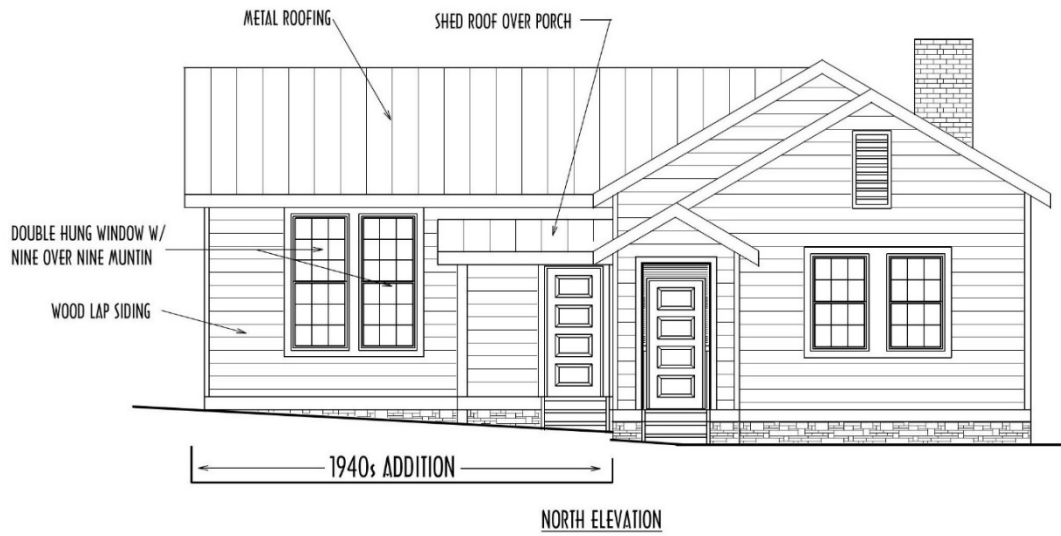 METAL ROOFING
SHED ROOF OVER PORCH
DOUBLE HUNG WINDOW W/
NINE OVER NINE MUNTIN
WOOD LAP SIDING
1940s ADDITION
NORTH ELEVATION